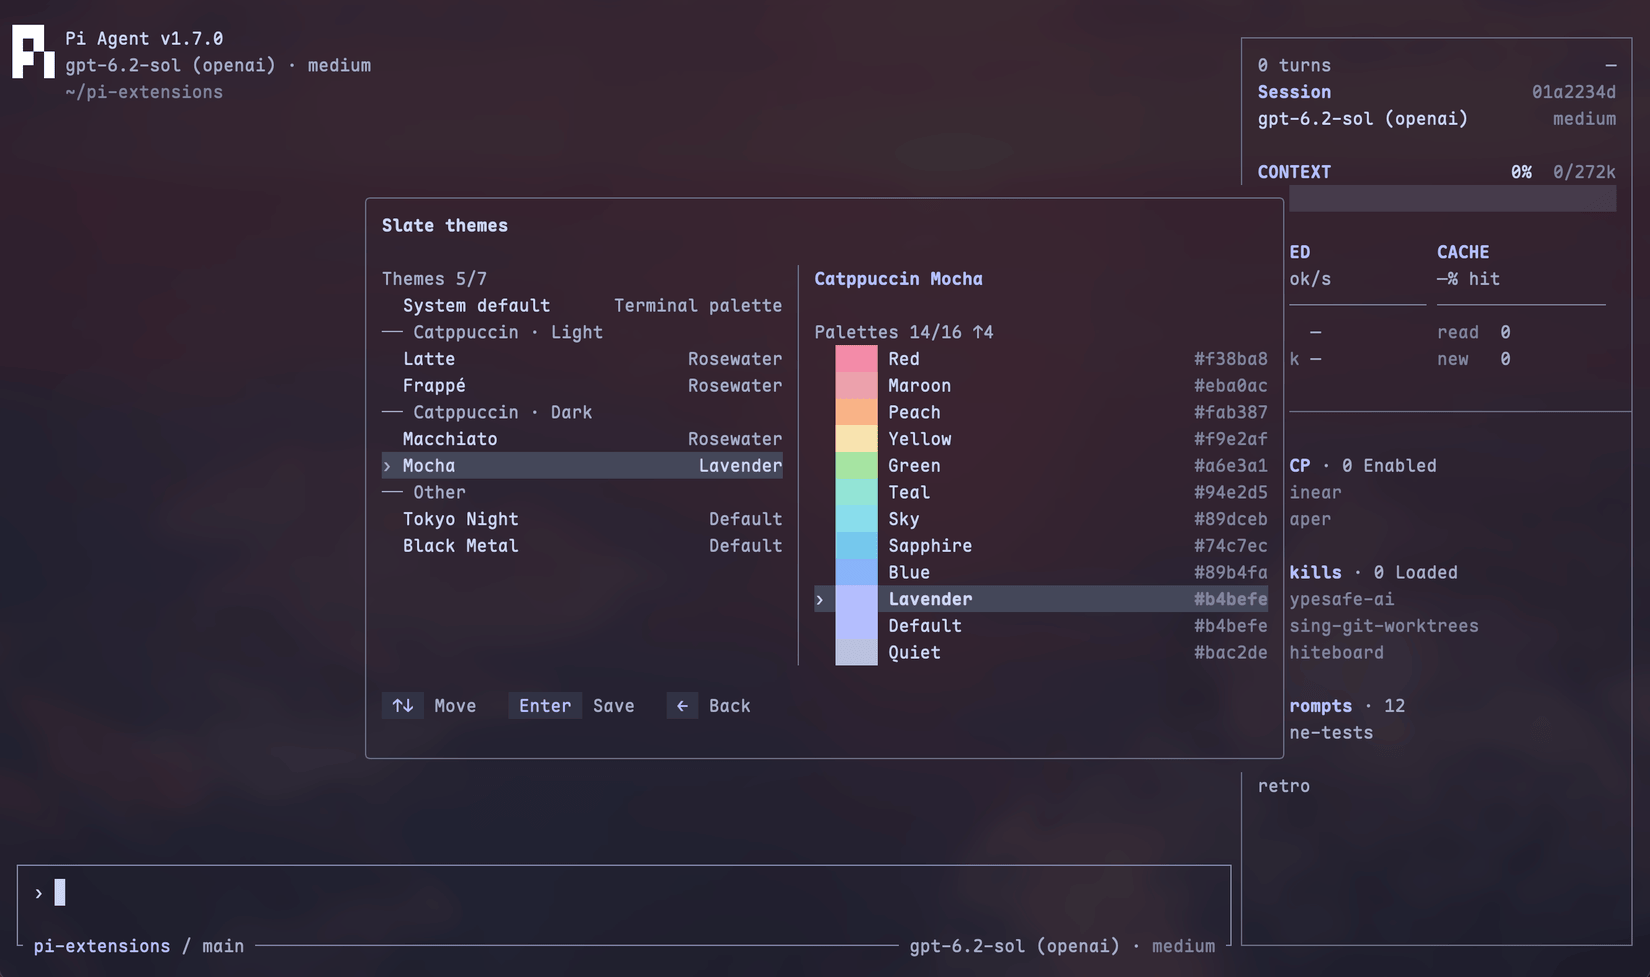 Pi Agent v1.7.0
gpt-6.2-sol (openai) · medium
~/pi-extensions
0 turns —
Session 01a2234d
gpt-6.2-sol (openai) medium
CONTEXT 0% 0/272k
Slate themes
Themes 5/7
System default Terminal palette
── Catppuccin · Light
Latte Rosewater
Frappé Rosewater
── Catppuccin · Dark
Macchiato Rosewater
› Mocha Lavender
── Other
Tokyo Night Default
Black Metal Default
Catppuccin Mocha
Palettes 14/16 ↑4
Red #f38ba8
Maroon #eba0ac
Peach #fab387
Yellow #f9e2af
Green #a6e3a1
Teal #94e2d5
Sky #89dceb
Sapphire #74c7ec
Blue #89b4fa
› Lavender #b4befe
Default #b4befe
Quiet #bac2de
↑↓ Move Enter Save ← Back
ED CACHE
ok/s —% hit
— read 0
k — new 0
CP · 0 Enabled
inear
aper
kills · 0 Loaded
ypesafe-ai
sing-git-worktrees
hiteboard
rompts · 12
ne-tests
retro
›
pi-extensions / main
gpt-6.2-sol (openai) · medium